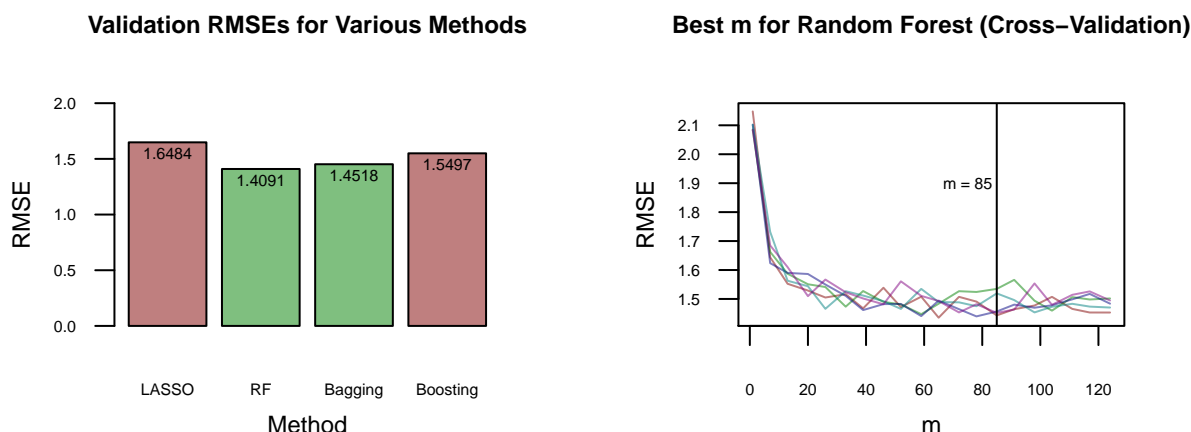 Validation RMSEs for Various Methods
RMSE
2.0
1.5
1.0
0.5
0.0
1.6484
1.4091
1.4518
1.5497
LASSO RF Bagging Boosting
Method
Best m for Random Forest (Cross−Validation)
RMSE
2.1
2.0
1.9
1.8
1.7
1.6
1.5
m = 85
0 20 40 60 80 100 120
m